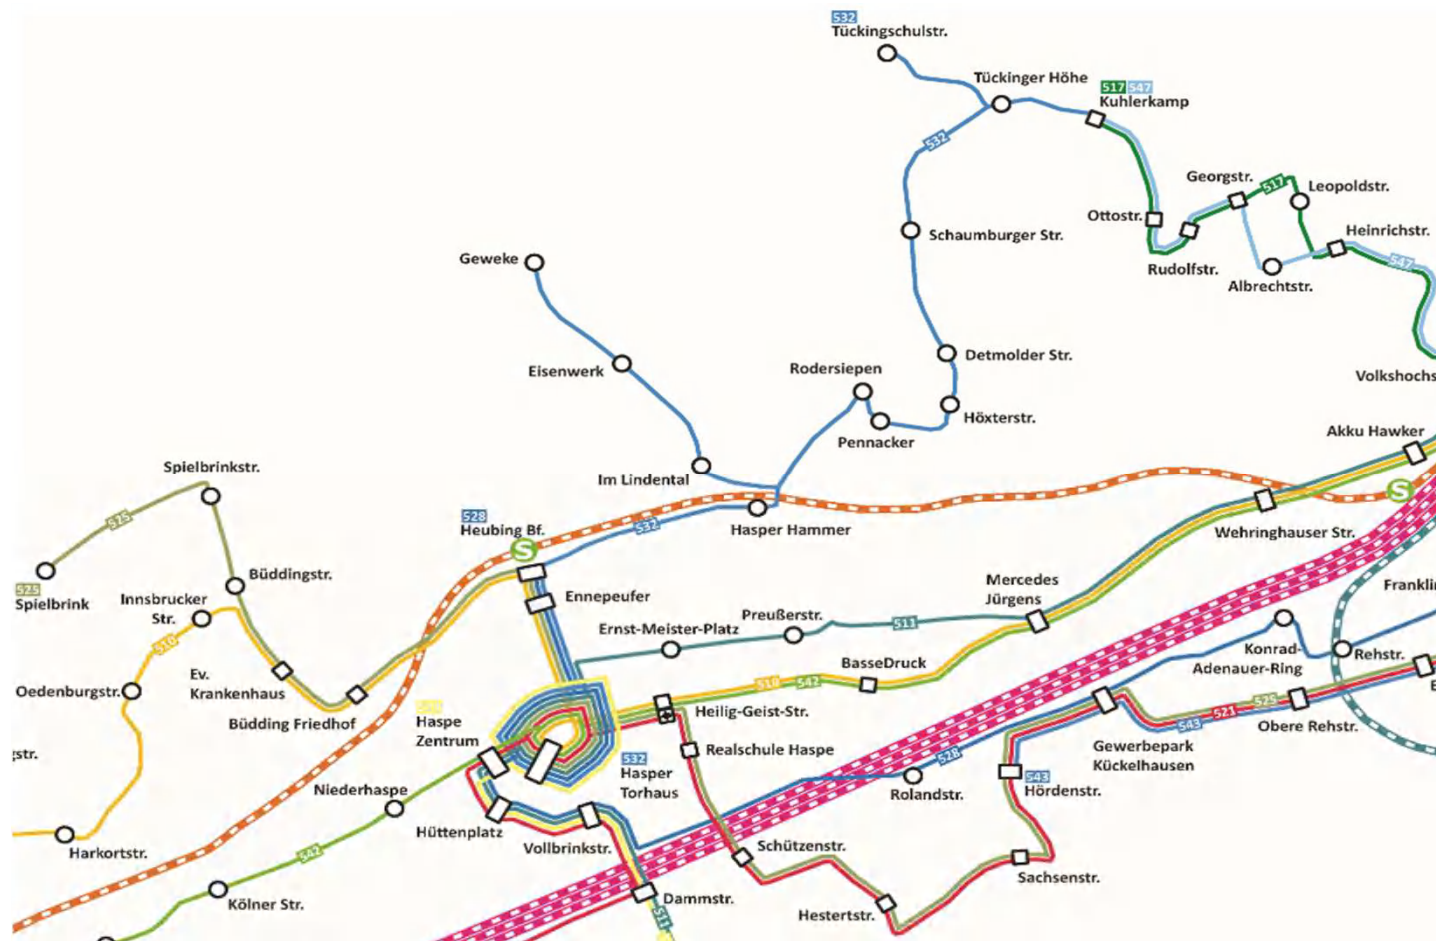 532
Tückingschulstr.
Tückinger Höhe
517 547
Kuhlerkamp
532
Georgstr.
517
Leopoldstr.
Ottostr.
Heinrichstr.
Schaumburger Str.
Geweke
547
Rudolfstr.
Albrechtstr.
Detmolder Str.
Eisenwerk
Rodersiepen
Volkshochs
Höxterstr.
Pennacker
Akku Hawker
Spielbrinkstr.
Im Lindental
528
Heubing Bf.
532
Hasper Hammer
S
525
S
Wehringhauser Str.
Büddingstr.
525
Spielbrink
Innsbrucker
Str.
Ennepeufer
Mercedes
Jürgens
Franklin
Preußerstr.
511
Ernst-Meister-Platz
510
BasseDruck
Konrad-
Adenauer-Ring
Rehstr.
Ev.
Krankenhaus
Oedenburgstr.
510
542
Büdding Friedhof
Haspe
Zentrum
Heilig-Geist-Str.
525
521
543
Obere Rehstr.
gstr.
Realschule Haspe
Gewerbepark
Kückelhausen
532
Hasper
Torhaus
528
543
Hördenstr.
Niederhaspe
Rolandstr.
Hüttenplatz
Vollbrinkstr.
Harkortstr.
542
Schützenstr.
Sachsenstr.
Kölner Str.
Dammstr.
Hestertstr.
511